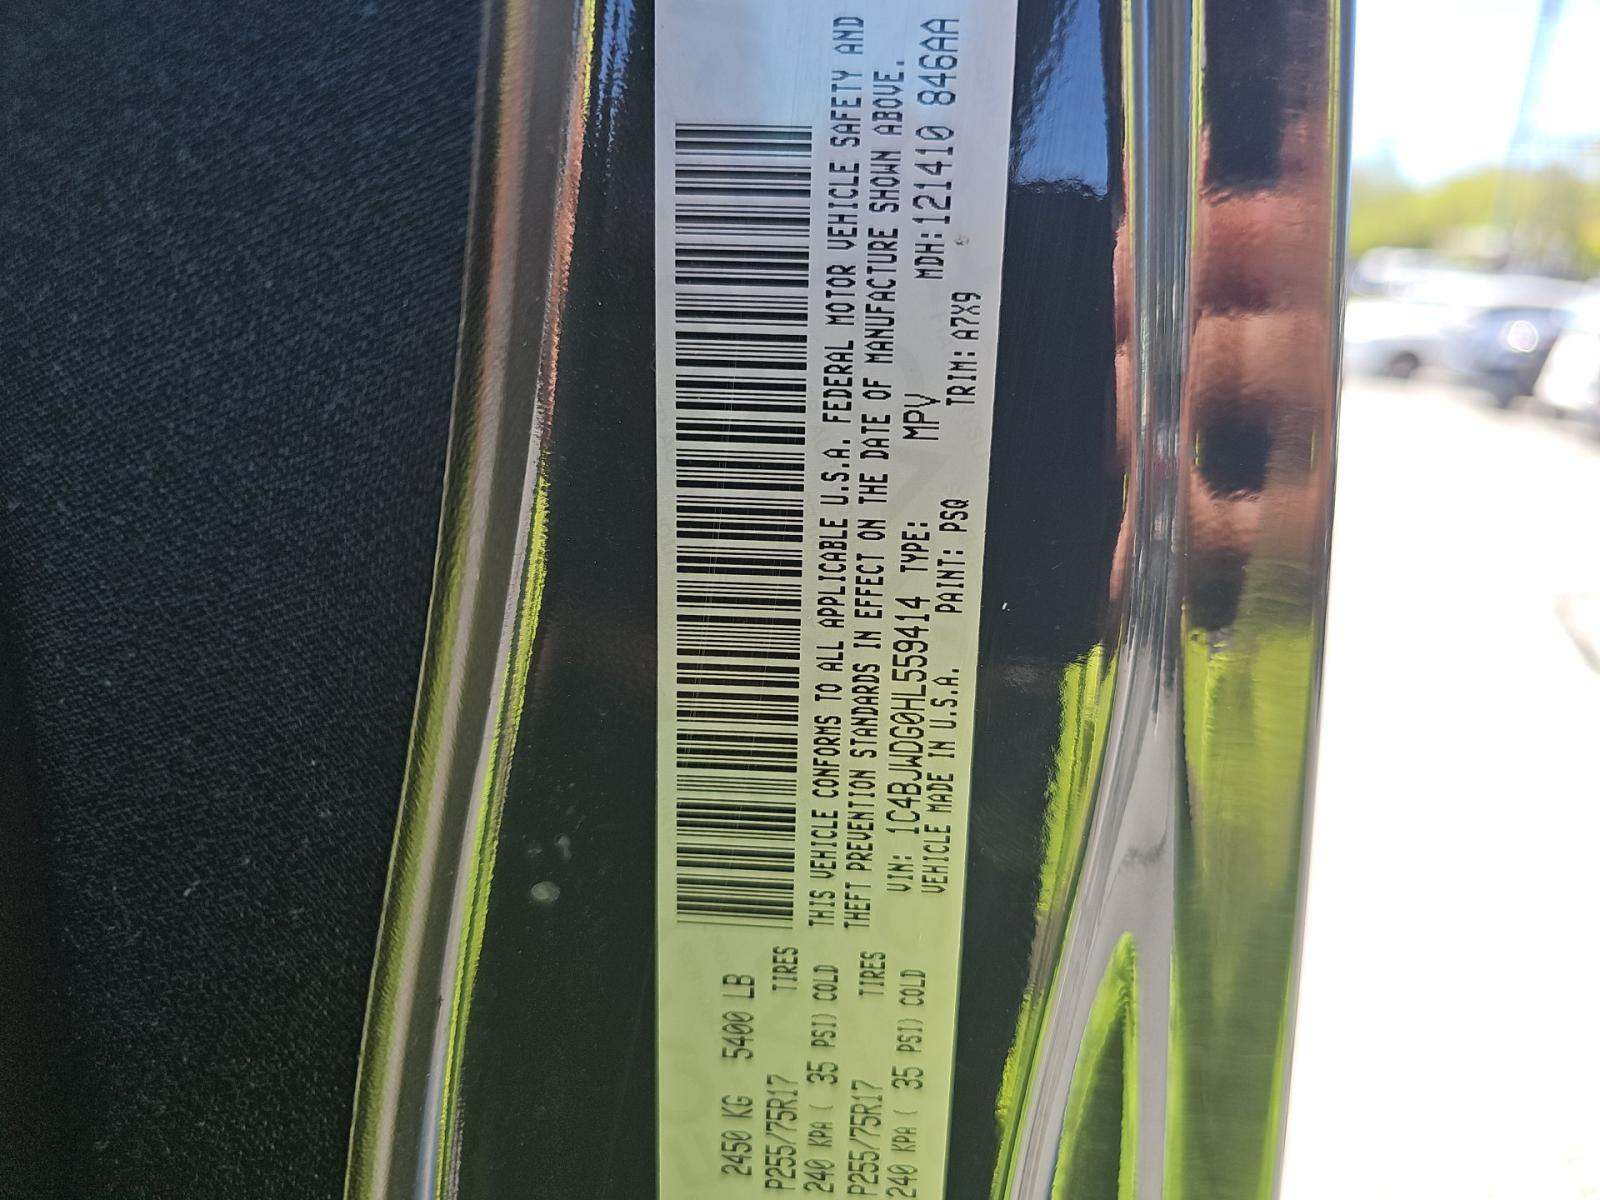 2450 KG 5400 LB
P255/75R17 TIRES
240 KPA ( 35 PSI) COLD
P255/75R17 TIRES
240 KPA ( 35 PSI) COLD
THIS VEHICLE CONFORMS TO ALL APPLICABLE U.S.A. FEDERAL MOTOR VEHICLE SAFETY AND
THEFT PREVENTION STANDARDS IN EFFECT ON THE DATE OF MANUFACTURE SHOWN ABOVE.
VIN: 1C4BJWDG0HL559414 TYPE: MPV MDH:121410 846AA
VEHICLE MADE IN U.S.A. PAINT: PSQ TRIM: A7X9